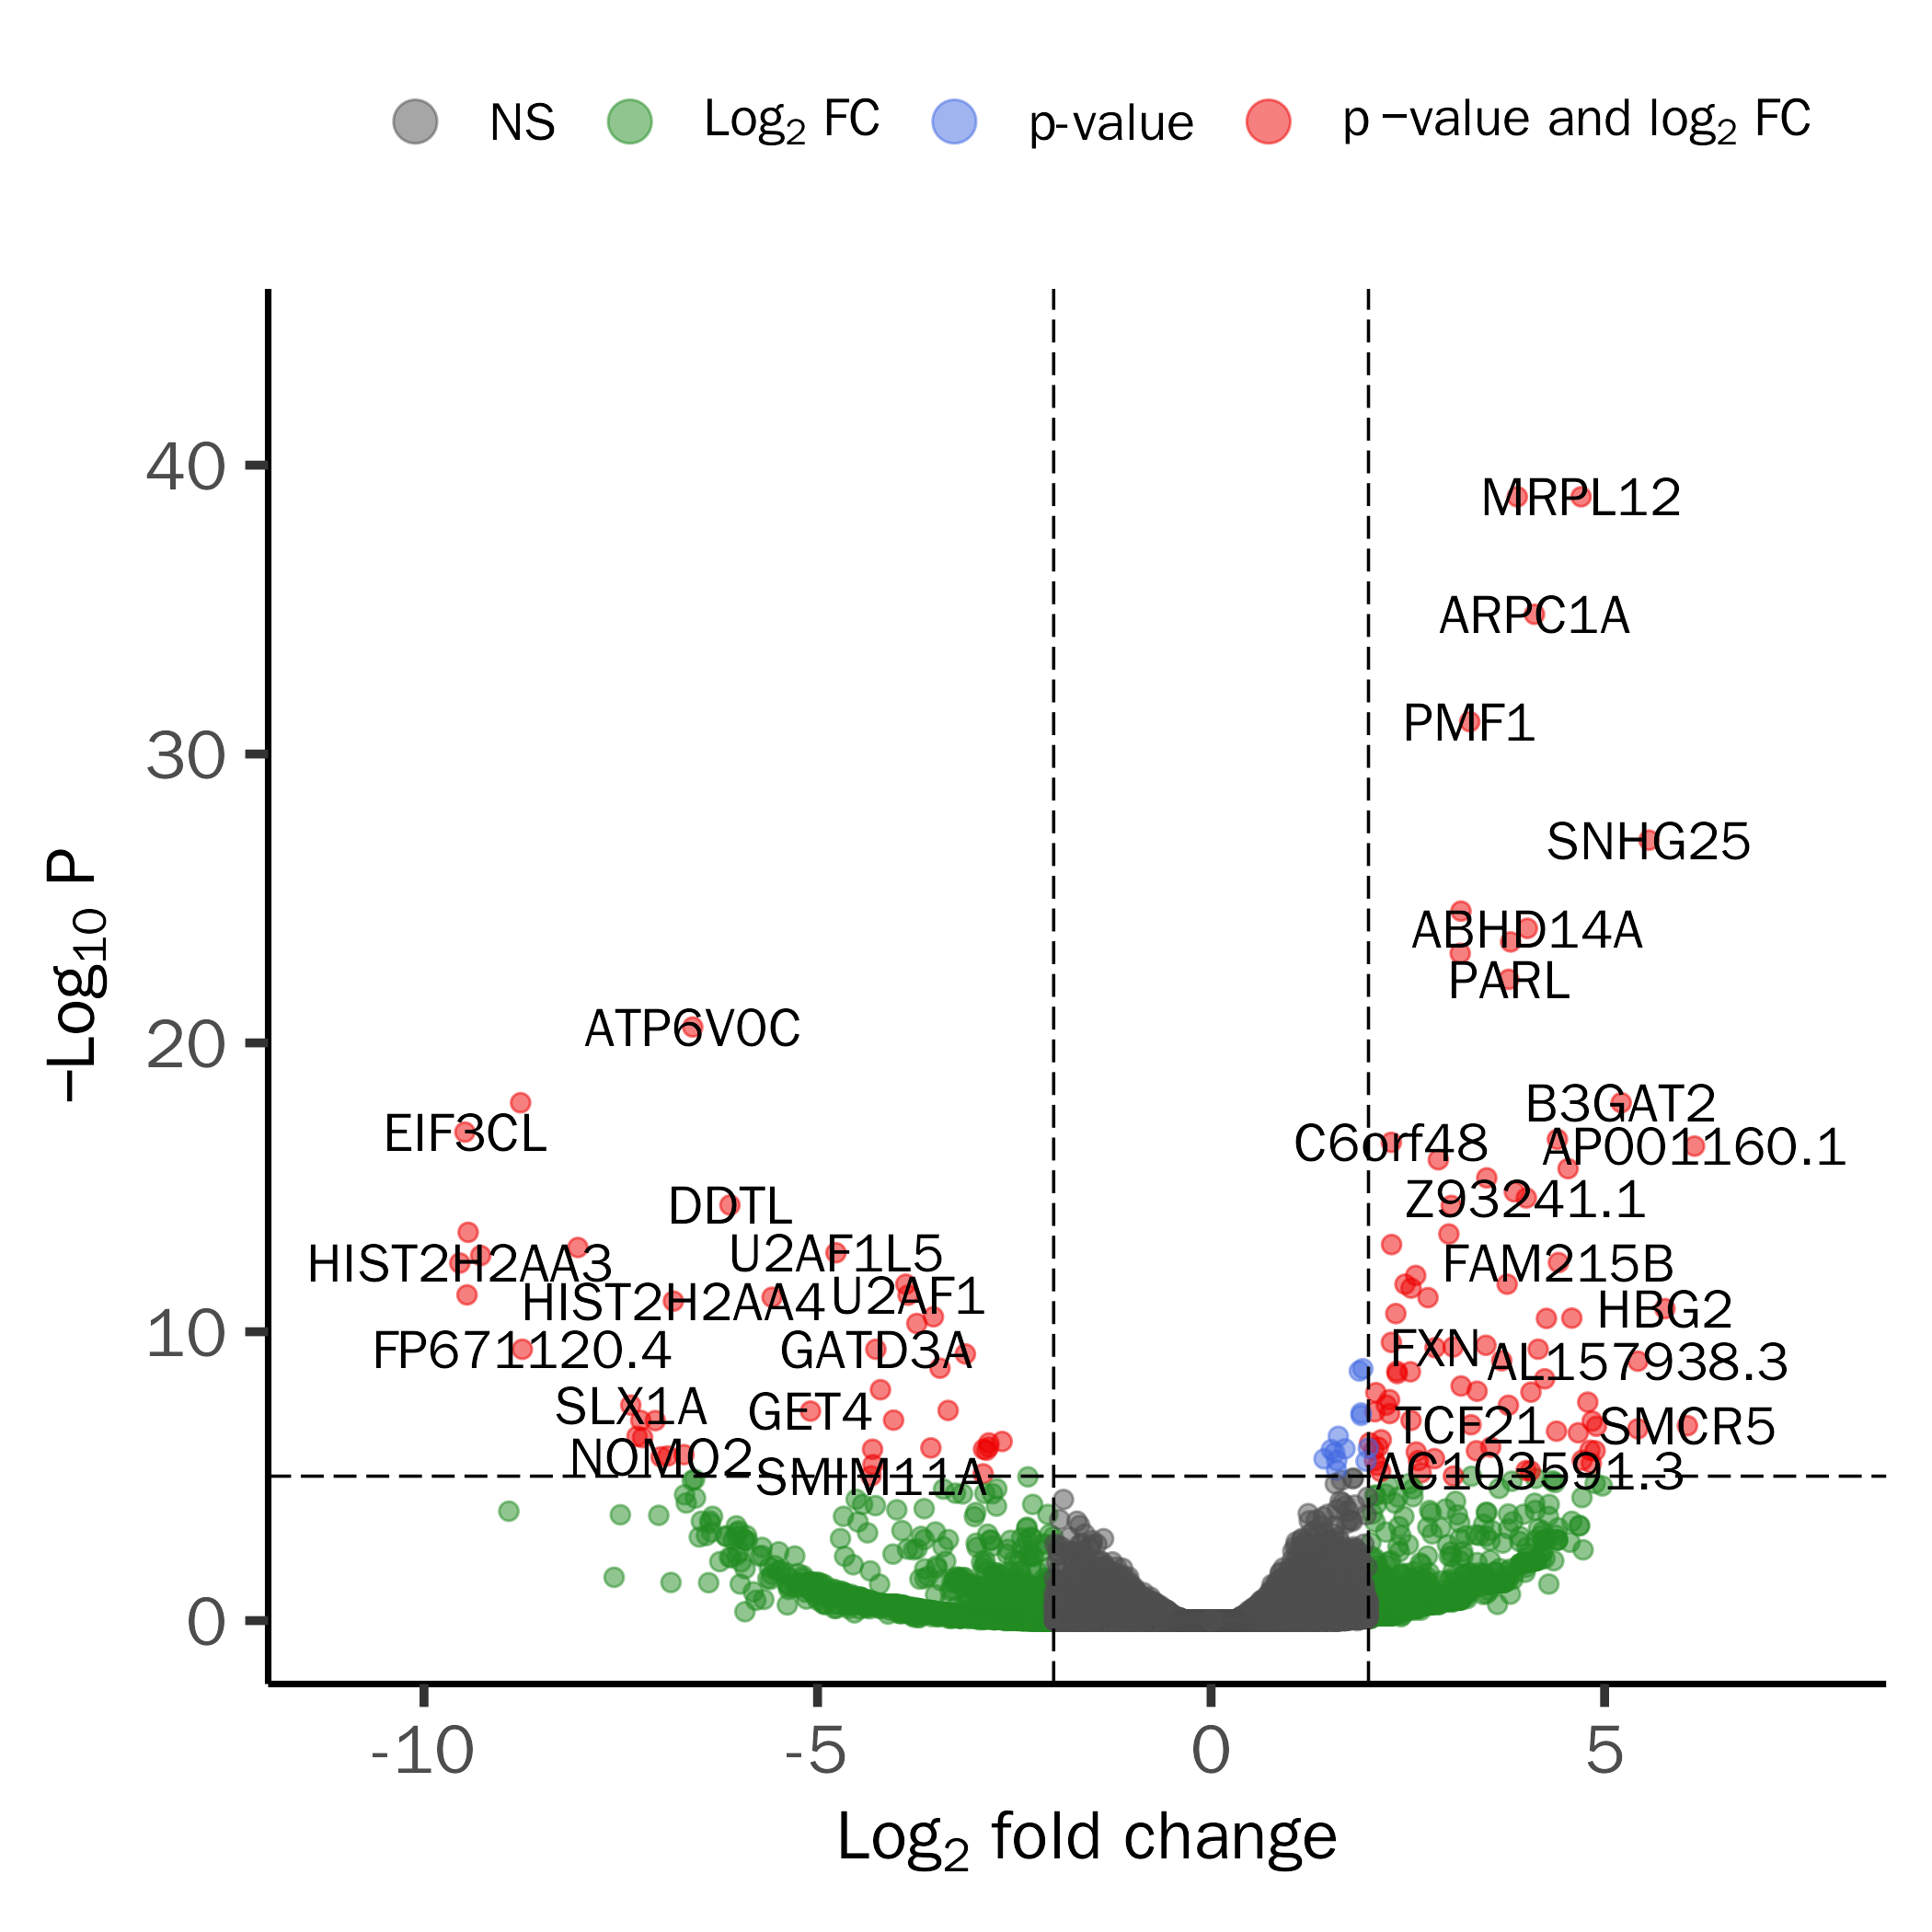 NS Log2 FC p-value p −value and log2 FC
40
30
20
10
0
−Log10 P
MRPL12
ARPC1A
PMF1
SNHG25
ABHD14A
PARL
ATP6V0C
B3GAT2
EIF3CL
C6orf48
AP001160.1
DDTL
Z93241.1
U2AF1L5
HIST2H2AA3
FAM215B
HIST2H2AA4
U2AF1
HBG2
FP671120.4
GATD3A
FXN
AL157938.3
SLX1A
GET4
TCF21
SMCR5
NOMO2
SMIM11A
AC103591.3
-10 -5 0 5
Log2 fold change